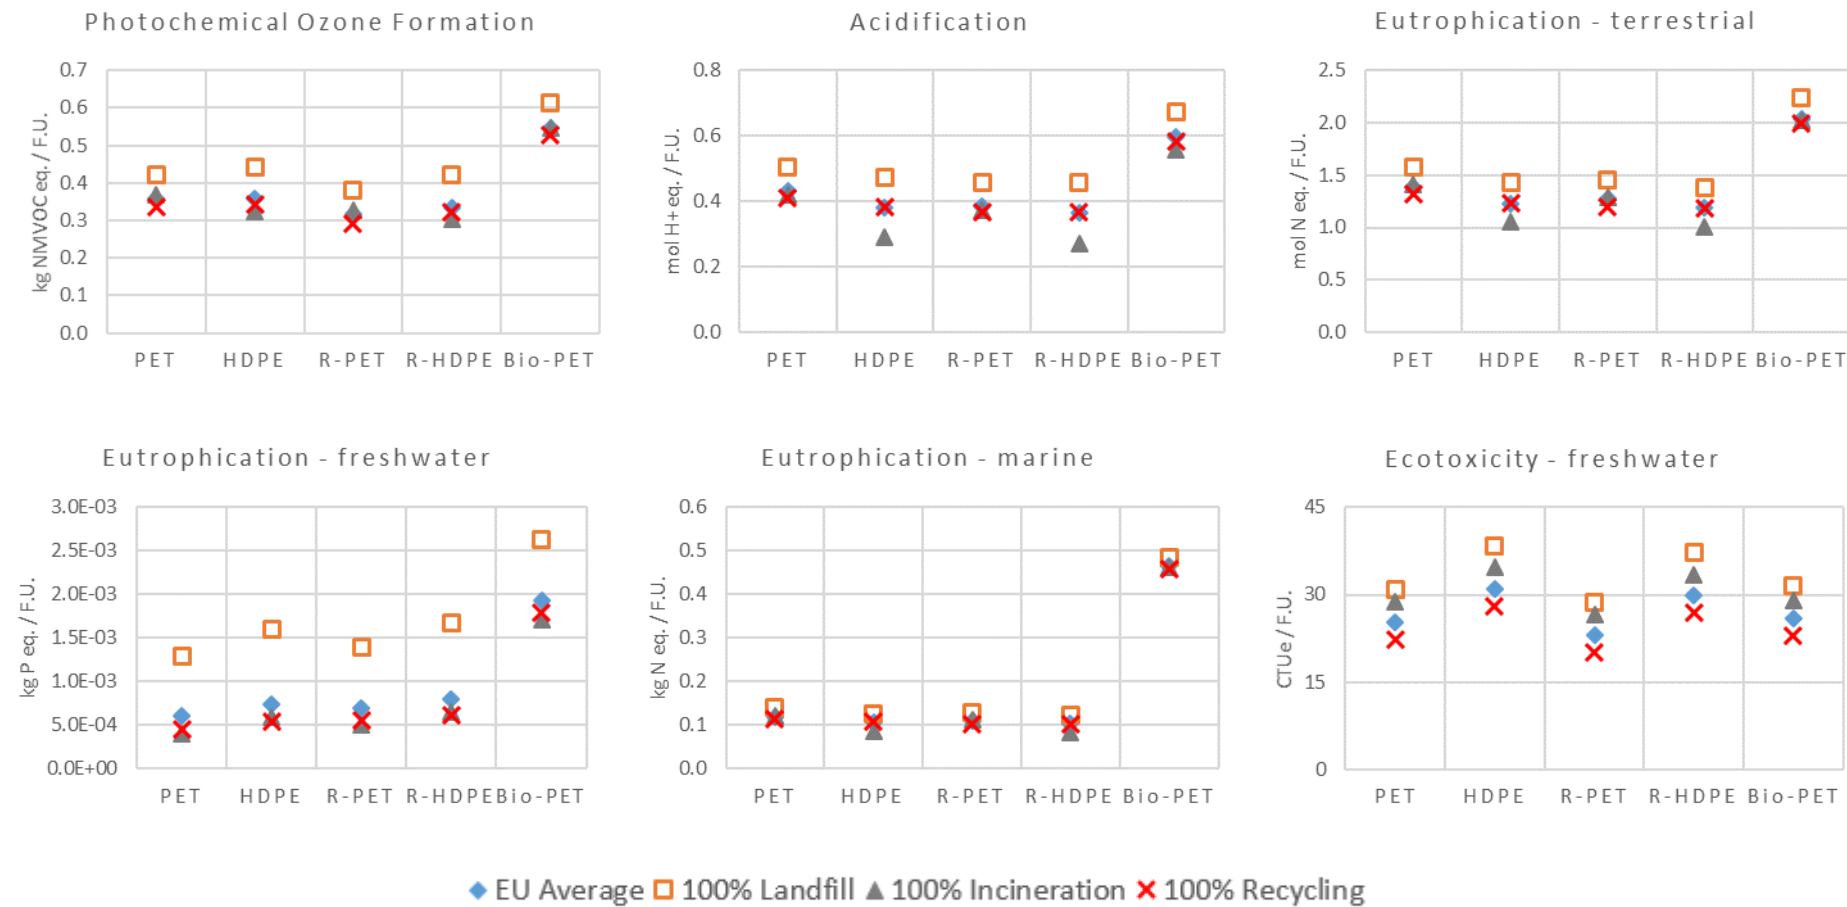 Photochemical Ozone Formation
kg NMVOC eq. / F.U.
0.7
0.6
0.5
0.4
0.3
0.2
0.1
0.0
PET HDPE R-PET R-HDPE Bio-PET
Acidification
mol H+ eq. / F.U.
0.8
0.6
0.4
0.2
0.0
PET HDPE R-PET R-HDPE Bio-PET
Eutrophication - terrestrial
mol N eq. / F.U.
2.5
2.0
1.5
1.0
0.5
0.0
PET HDPE R-PET R-HDPE Bio-PET
Eutrophication - freshwater
kg P eq. / F.U.
3.0E-03
2.5E-03
2.0E-03
1.5E-03
1.0E-03
5.0E-04
0.0E+00
PET HDPE R-PET R-HDPE Bio-PET
Eutrophication - marine
kg N eq. / F.U.
0.6
0.5
0.4
0.3
0.2
0.1
0.0
PET HDPE R-PET R-HDPE Bio-PET
Ecotoxicity - freshwater
CTUe / F.U.
45
30
15
0
PET HDPE R-PET R-HDPE Bio-PET
EU Average 100% Landfill 100% Incineration 100% Recycling